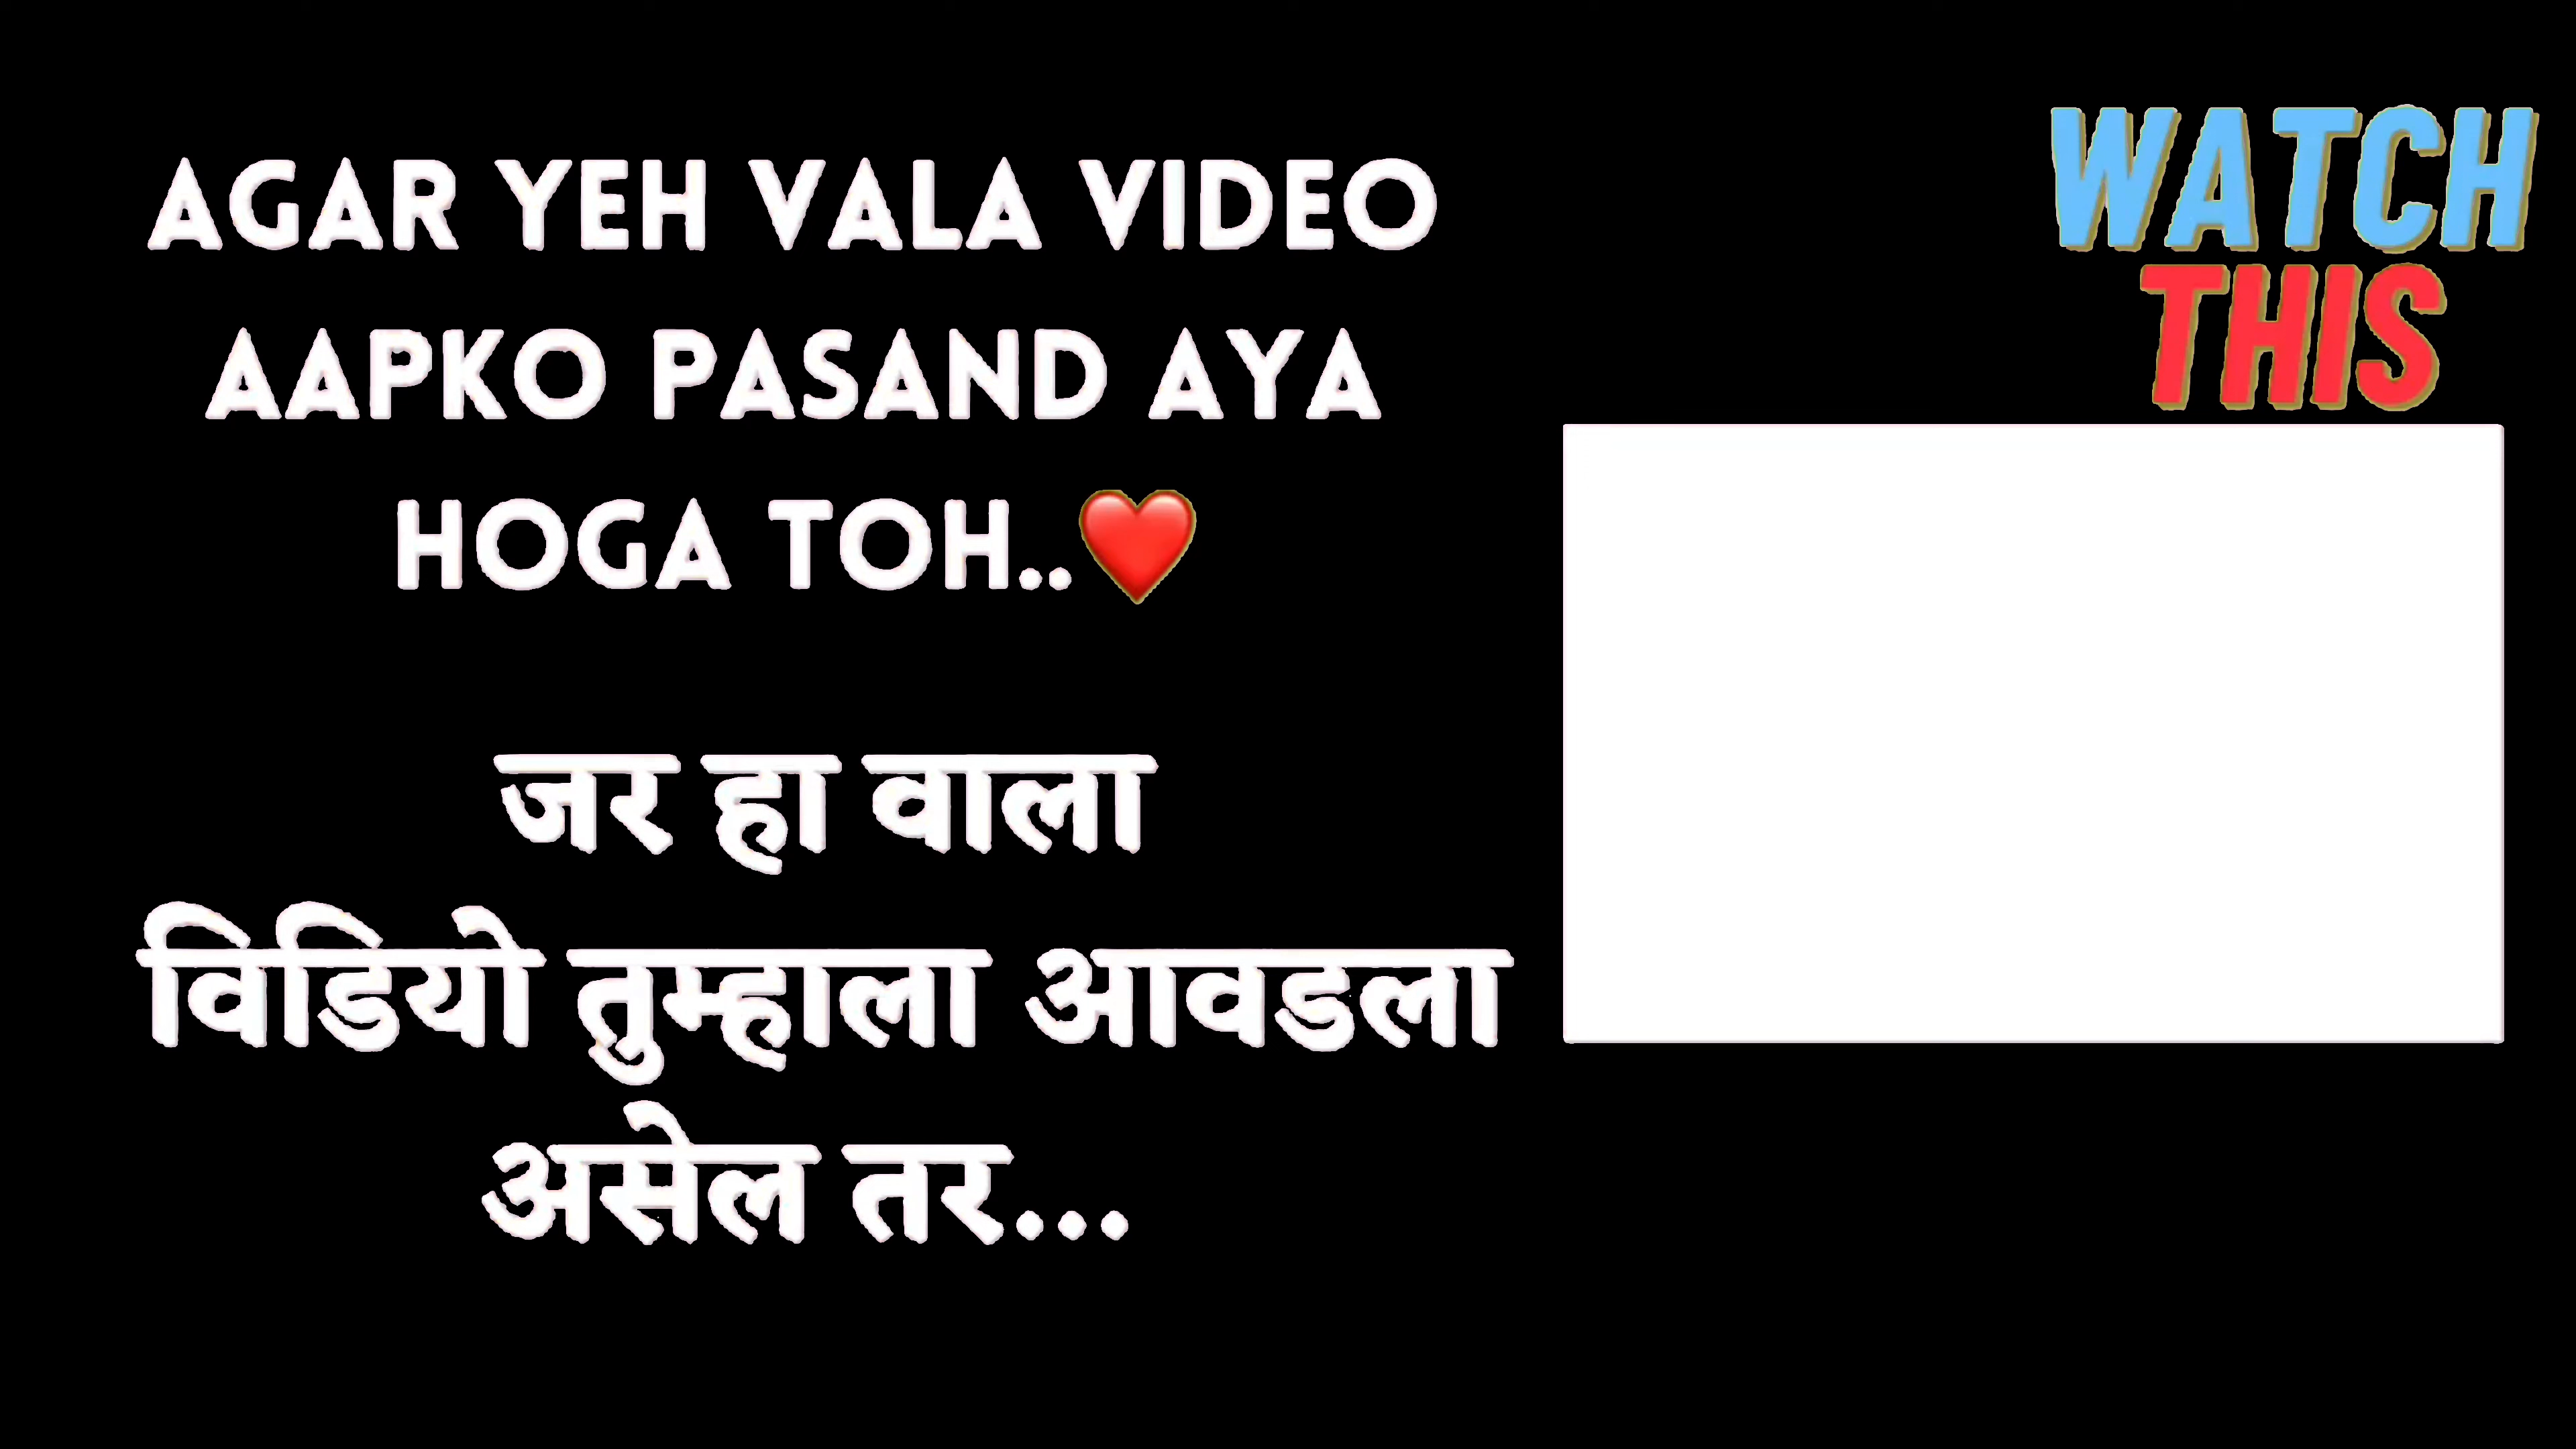 AGAR YEH VALA VIDEO
AAPKO PASAND AYA
HOGA TOH..❤️
जर हा वाला
विडियो तुम्हाला आवडला
असेल तर...
WATCH
THIS